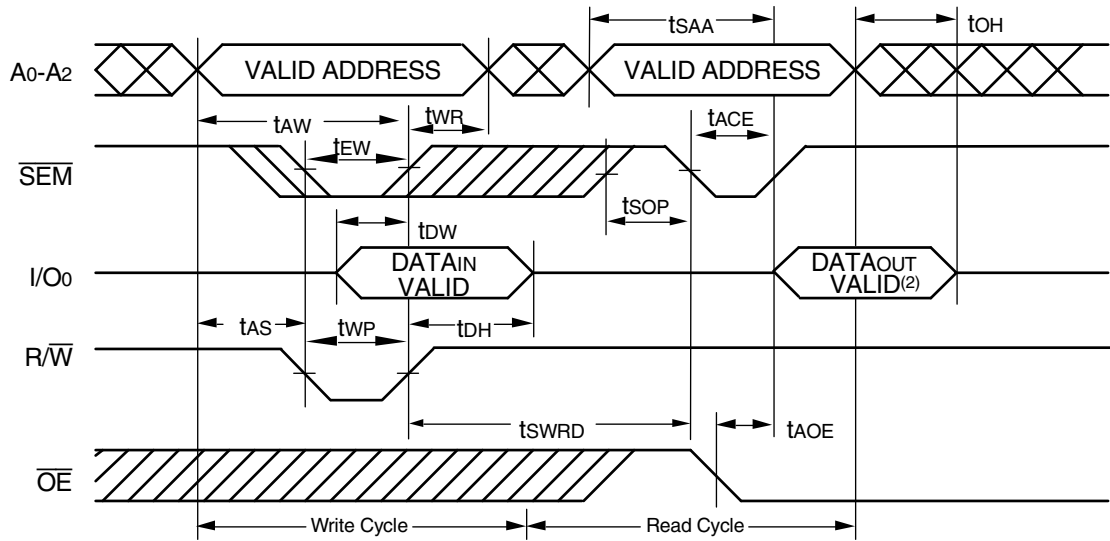 tSAA
tOH
A0-A2
VALID ADDRESS
VALID ADDRESS
tAW
tWR
tACE
tEW
SEM
tSOP
tDW
I/O0
DATAIN
VALID
DATAOUT
VALID(2)
tAS
tWP
tDH
R/W
tSWRD
tAOE
OE
Write Cycle
Read Cycle